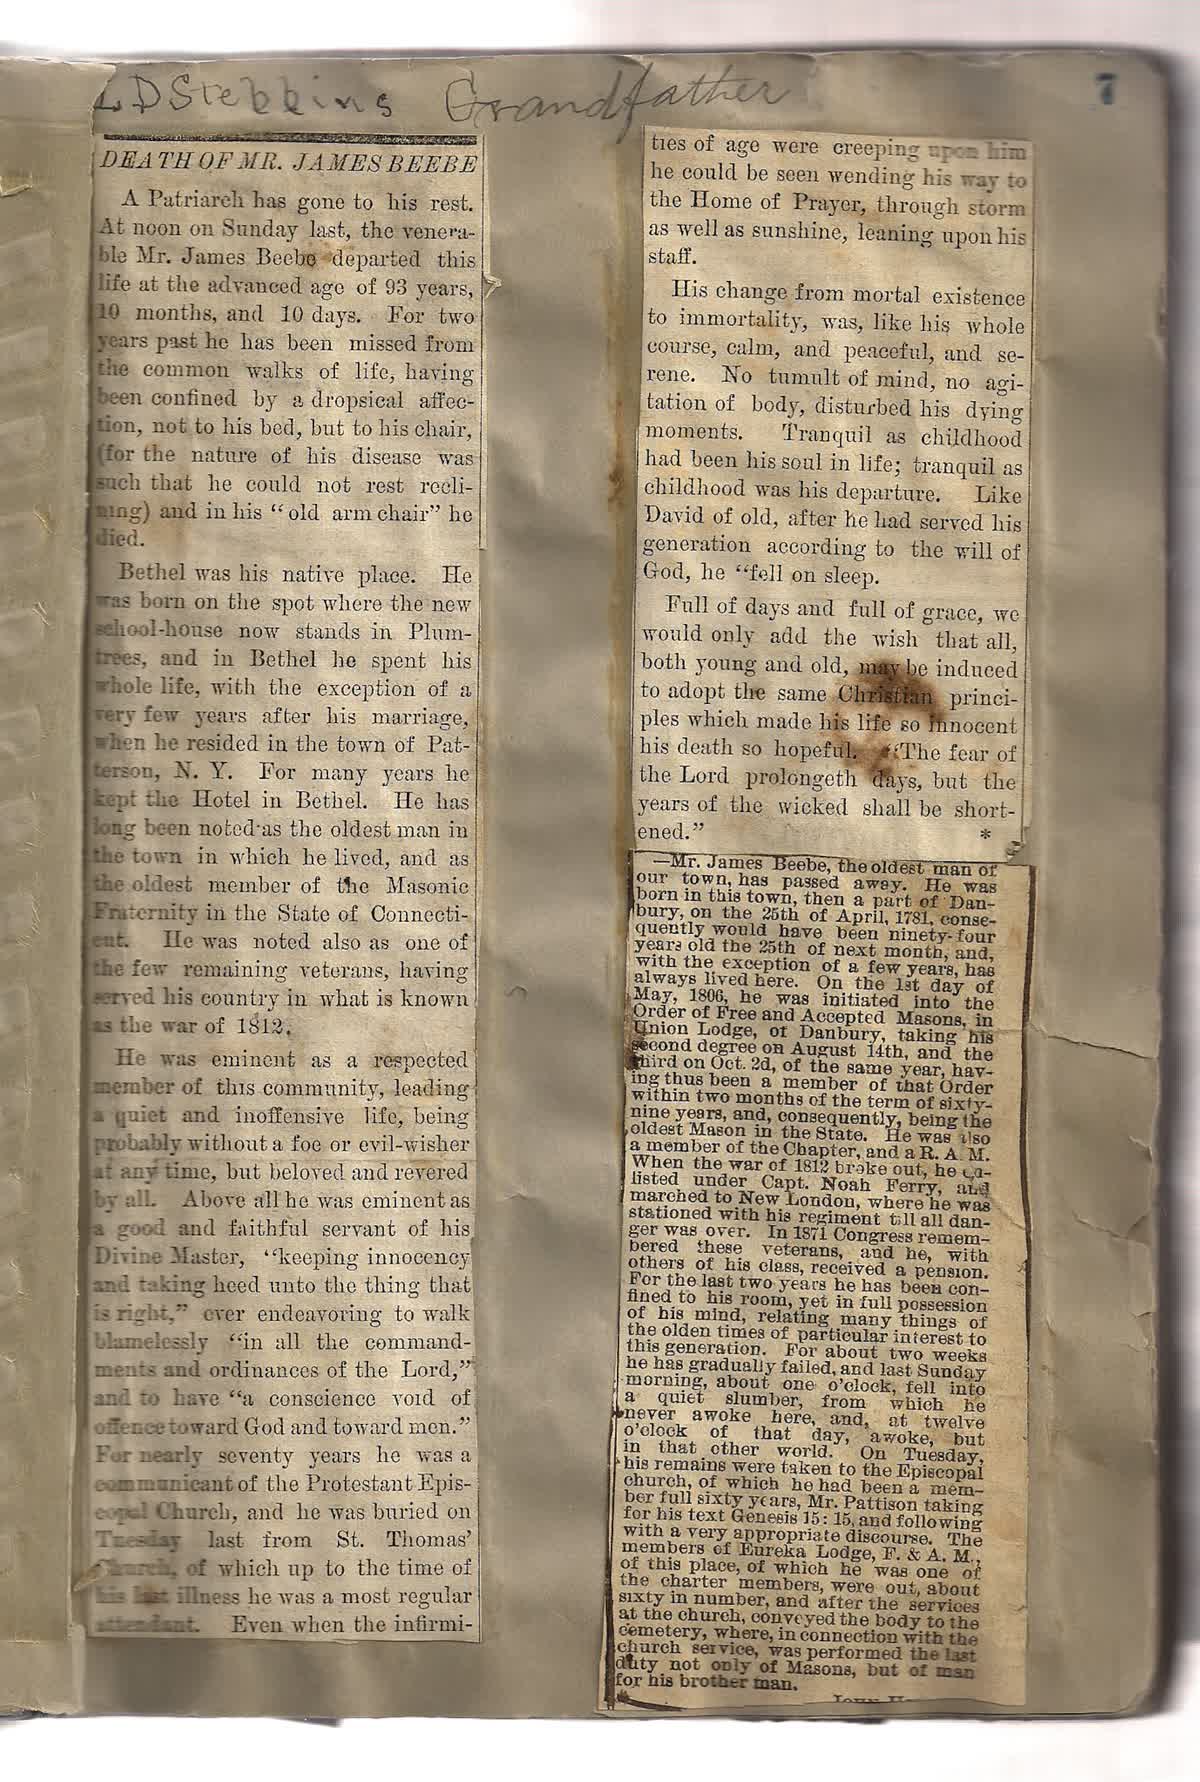 LDStebbins Grandfather
7
DEATH OF MR. JAMES BEEBE
A Patriarch has gone to his rest.
At noon on Sunday last, the venera-
ble Mr. James Beebe departed this
life at the advanced age of 93 years,
10 months, and 10 days. For two
years past he has been missed from
the common walks of life, having
been confined by a dropsical affec-
tion, not to his bed, but to his chair,
(for the nature of his disease was
such that he could not rest recli-
ning) and in his "old arm chair" he
died.
Bethel was his native place. He
was born on the spot where the new
school-house now stands in Plum-
trees, and in Bethel he spent his
whole life, with the exception of a
very few years after his marriage,
when he resided in the town of Pat-
terson, N. Y. For many years he
kept the Hotel in Bethel. He has
long been noted as the oldest man in
the town in which he lived, and as
the oldest member of the Masonic
Fraternity in the State of Connecti-
cut. He was noted also as one of
the few remaining veterans, having
served his country in what is known
as the war of 1812.
He was eminent as a respected
member of this community, leading
a quiet and inoffensive life, being
probably without a foe or evil-wisher
at any time, but beloved and revered
by all. Above all he was eminent as
a good and faithful servant of his
Divine Master, "keeping innocency
and taking heed unto the thing that
is right," ever endeavoring to walk
blamelessly "in all the command-
ments and ordinances of the Lord,"
and to have "a conscience void of
offence toward God and toward men."
For nearly seventy years he was a
communicant of the Protestant Epis-
copal Church, and he was buried on
Tuesday last from St. Thomas'
Church, of which up to the time of
his last illness he was a most regular
attendant. Even when the infirmi-
ties of age were creeping upon him
he could be seen wending his way to
the Home of Prayer, through storm
as well as sunshine, leaning upon his
staff.
His change from mortal existence
to immortality, was, like his whole
course, calm, and peaceful, and se-
rene. No tumult of mind, no agi-
tation of body, disturbed his dying
moments. Tranquil as childhood
had been his soul in life; tranquil as
childhood was his departure. Like
David of old, after he had served his
generation according to the will of
God, he "fell on sleep.
Full of days and full of grace, we
would only add the wish that all,
both young and old, may be induced
to adopt the same Christian princi-
ples which made his life so innocent
his death so hopeful. "The fear of
the Lord prolongeth days, but the
years of the wicked shall be short-
ened." *
—Mr. James Beebe, the oldest man of
our town, has passed away. He was
born in this town, then a part of Dan-
bury, on the 25th of April, 1781, conse-
quently would have been ninety-four
years old the 25th of next month, and,
with the exception of a few years, has
always lived here. On the 1st day of
May, 1806, he was initiated into the
Order of Free and Accepted Masons, in
Union Lodge, of Danbury, taking his
second degree on August 14th, and the
third on Oct. 2d, of the same year, hav-
ing thus been a member of that Order
within two months of the term of sixty-
nine years, and, consequently, being the
oldest Mason in the State. He was also
a member of the Chapter, and a R. A. M.
When the war of 1812 broke out, he en-
listed under Capt. Noah Ferry, and
marched to New London, where he was
stationed with his regiment till all dan-
ger was over. In 1871 Congress remem-
bered these veterans, and he, with
others of his class, received a pension.
For the last two years he has been con-
fined to his room, yet in full possession
of his mind, relating many things of
the olden times of particular interest to
this generation. For about two weeks
he has gradually failed, and last Sunday
morning, about one o'clock, fell into
a quiet slumber, from which he
never awoke here, and, at twelve
o'clock of that day, awoke, but
in that other world. On Tuesday,
his remains were taken to the Episcopal
church, of which he had been a mem-
ber full sixty years, Mr. Pattison taking
for his text Genesis 15: 15, and following
with a very appropriate discourse. The
members of Eureka Lodge, F. & A. M.,
of this place, of which he was one of
the charter members, were out, about
sixty in number, and after the services
at the church, conveyed the body to the
cemetery, where, in connection with the
church service, was performed the last
duty not only of Masons, but of man
for his brother man.